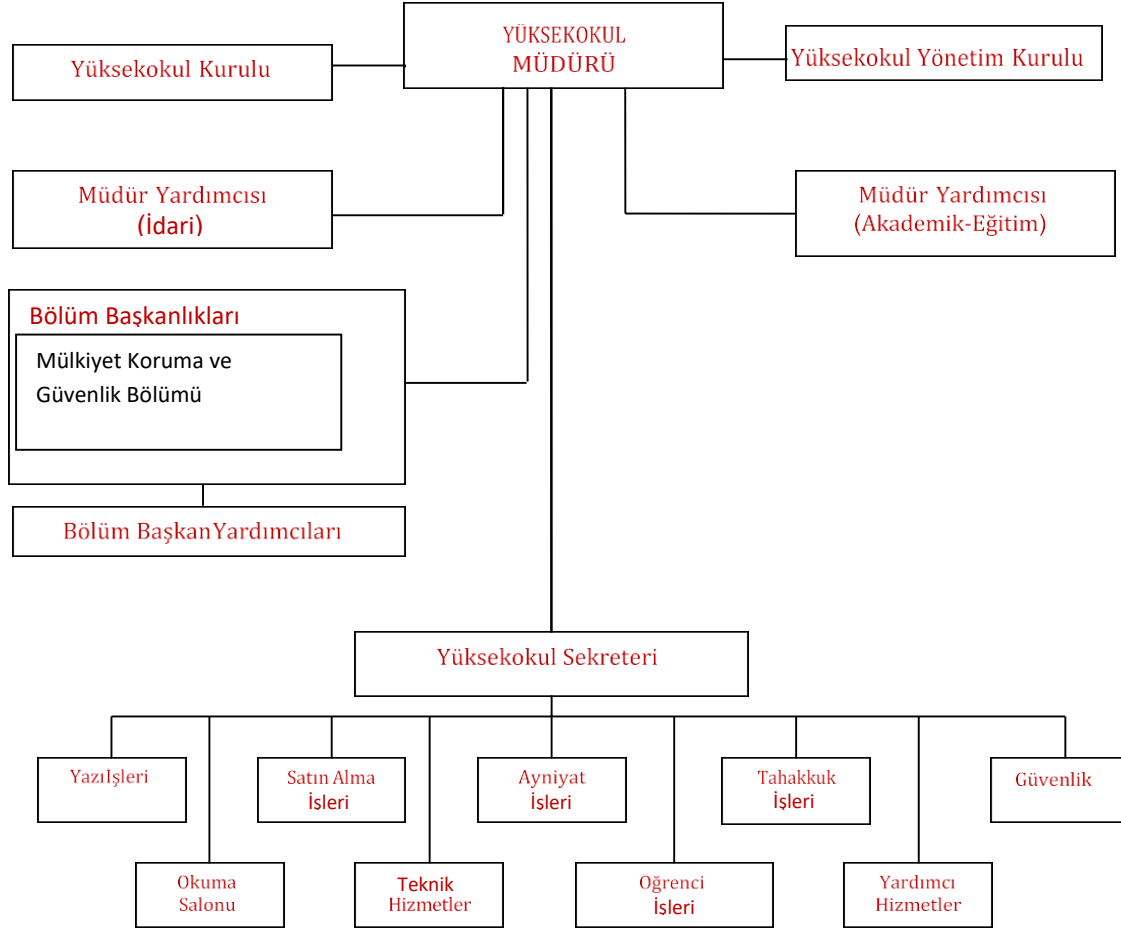 YÜKSEKOKUL
MÜDÜRÜ
Yüksekokul Kurulu
Yüksekokul Yönetim Kurulu
Müdür Yardımcısı
(İdari)
Müdür Yardımcısı
(Akademik-Eğitim)
Bölüm Başkanlıkları
Mülkiyet Koruma ve
Güvenlik Bölümü
Bölüm BaşkanYardımcıları
Yüksekokul Sekreteri
Yazıİşleri
Satın Alma
İşleri
Ayniyat
İşleri
Tahakkuk
İşleri
Güvenlik
Okuma
Salonu
Teknik
Hizmetler
Öğrenci
İşleri
Yardımcı
Hizmetler